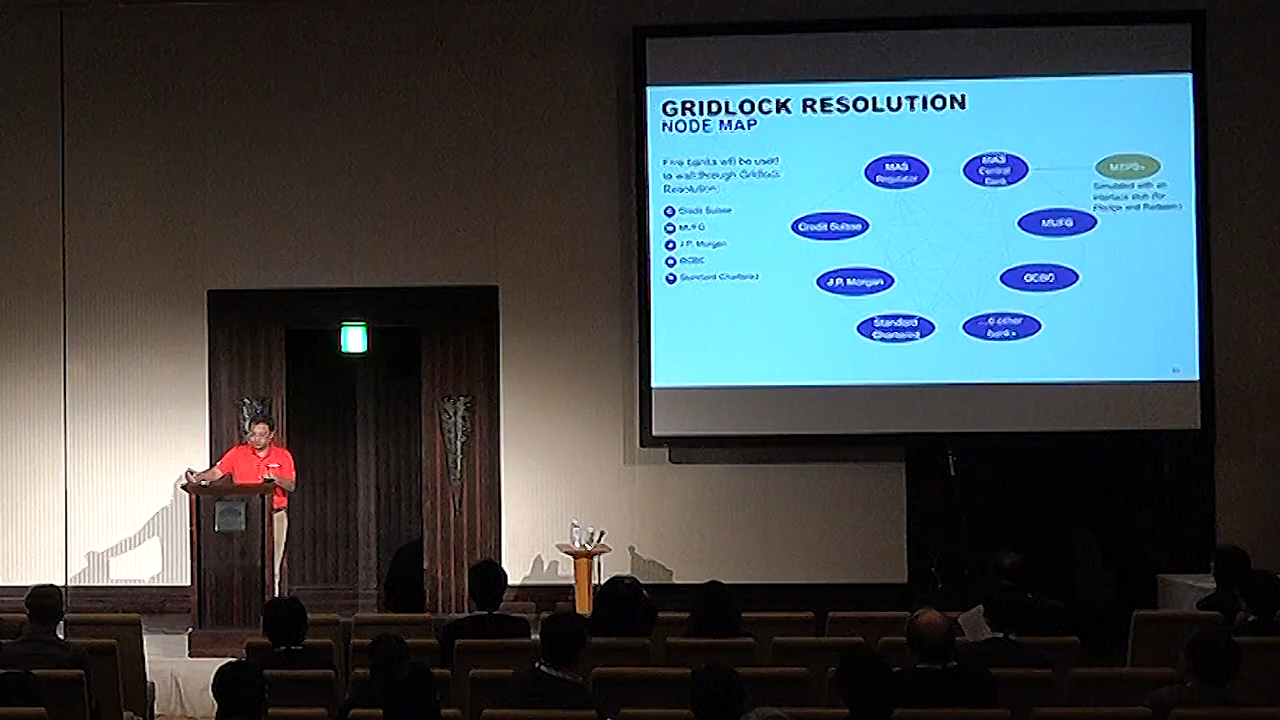 GRIDLOCK RESOLUTION
NODE MAP
Five banks will be used
to walkthrough Gridlock
Resolution:
Credit Suisse
MUFG
J.P. Morgan
OCBC
Standard Chartered
MAS
Regulator
MAS
Central
Bank
MEPS+
Simulated with an
interface stub (for
Pledge and Redeem)
Credit Suisse
MUFG
J.P. Morgan
OCBC
Standard
Chartered
other
banks